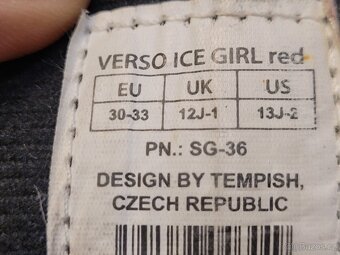 VERSO ICE GIRL red
EU UK US
30-33 12J-1 13J-2
PN.: SG-36
DESIGN BY TEMPISH,
CZECH REPUBLIC